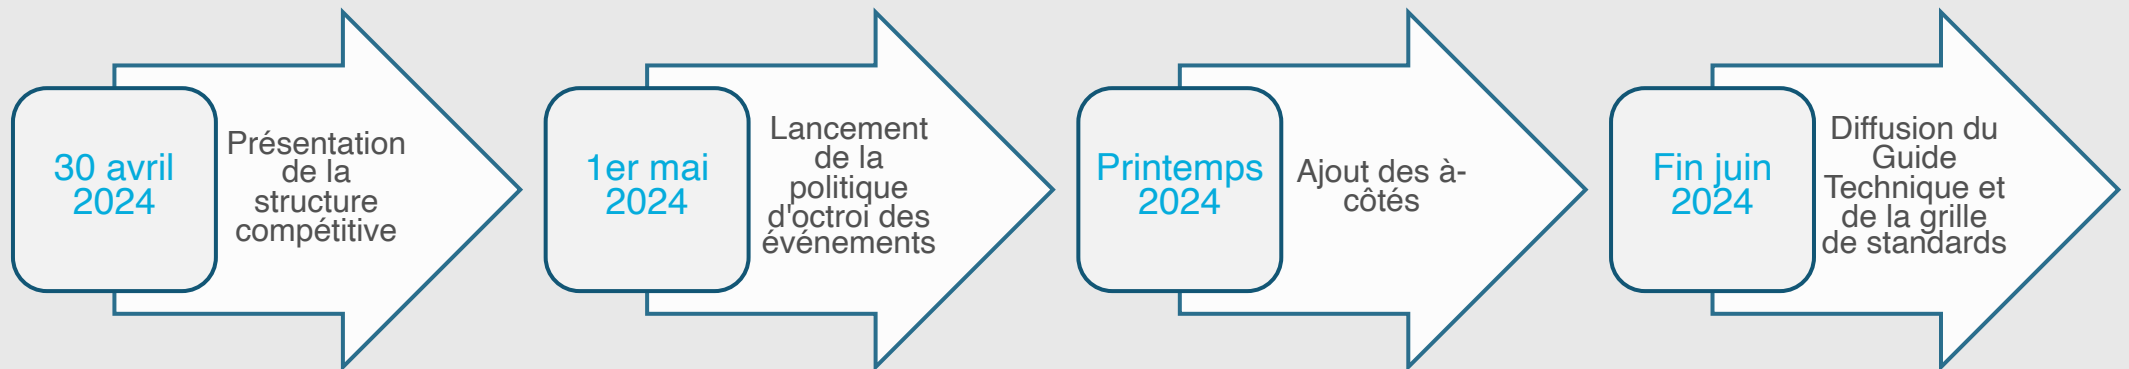 30 avril
2024
Présentation
de la
structure
compétitive
1er mai
2024
Lancement
de la
politique
d'octroi des
événements
Printemps
2024
Ajout des à-
côtés
Fin juin
2024
Diffusion du
Guide
Technique et
de la grille
de standards